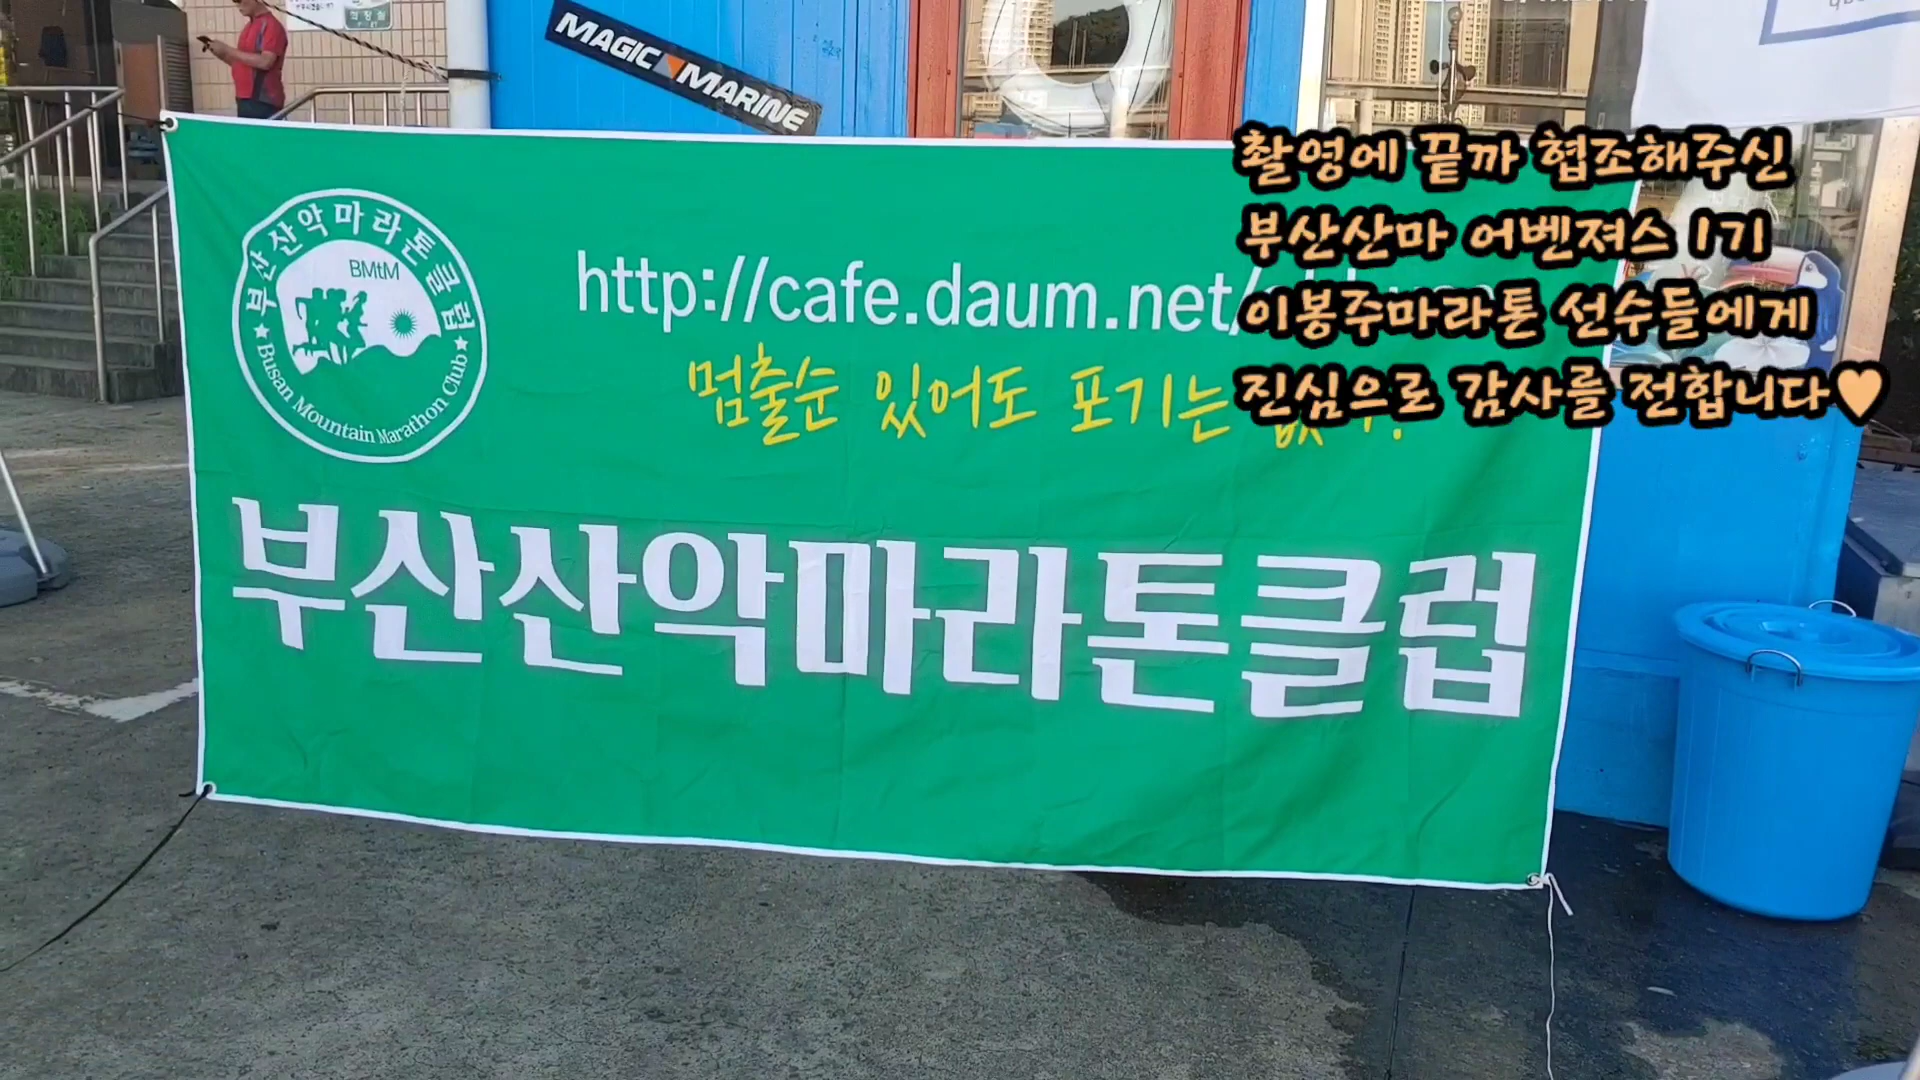 MAGIC MARINE
촬영에 끝까 협조해주신
부산산마 어벤져스 1기
이봉주마라톤 선수들에게
진심으로 감사를 전합니다♥
부산산악마라톤클럽
BMtM
★ Busan Mountain Marathon Club ★
http://cafe.daum.net/
멈출순 있어도 포기는
부산산악마라톤클럽